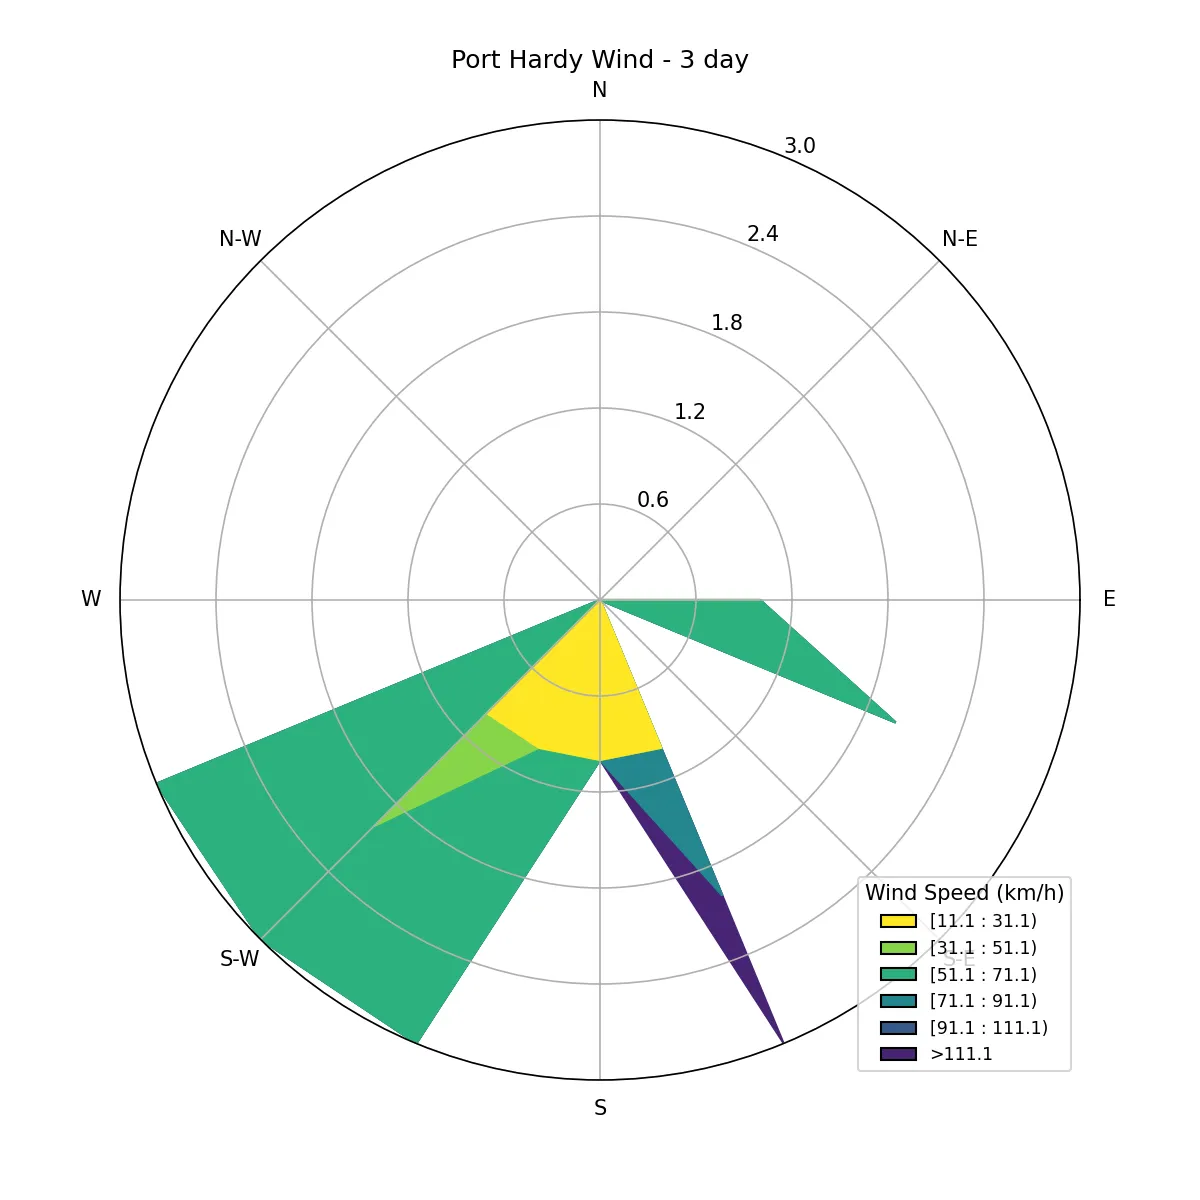 Port Hardy Wind - 3 day
N
3.0
N-W
2.4
N-E
1.8
1.2
0.6
W
E
S-W
S-E
Wind Speed (km/h)
[11.1 : 31.1)
[31.1 : 51.1)
[51.1 : 71.1)
[71.1 : 91.1)
[91.1 : 111.1)
>111.1
S